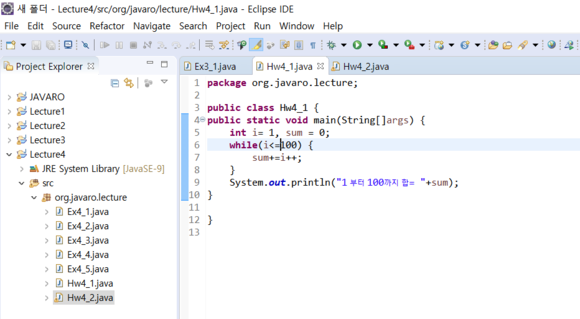 새 폴더 - Lecture4/src/org/javaro/lecture/Hw4_1.java - Eclipse IDE
File Edit Source Refactor Navigate Search Project Run Window Help
Project Explorer
Ex3_1.java Hw4_1.java Hw4_2.java
JAVARO
Lecture1
Lecture2
Lecture3
Lecture4
JRE System Library [JavaSE-9]
src
org.javaro.lecture
Ex4_1.java
Ex4_2.java
Ex4_3.java
Ex4_4.java
Ex4_5.java
Hw4_1.java
Hw4_2.java
1 package org.javaro.lecture;
2
3 public class Hw4_1 {
4 public static void main(String[]args) {
5 int i= 1, sum = 0;
6 while(i<=100) {
7 sum+=i++;
8 }
9 System.out.println("1 부터 100까지 합= "+sum);
10 }
11
12 }
13